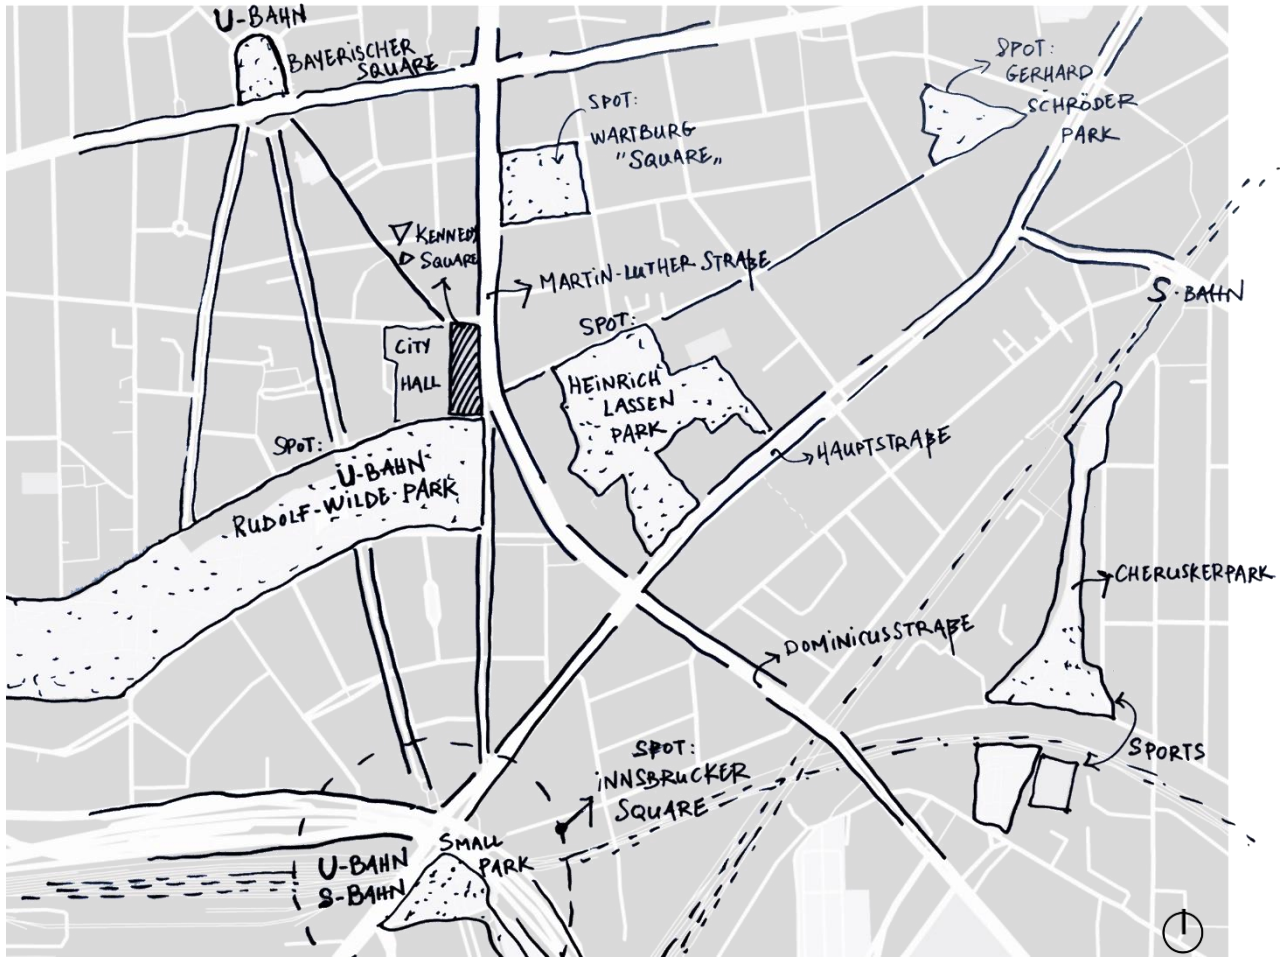 U-BAHN
BAYERISCHER
SQUARE
SPOT:
GERHARD
SCHRÖDER
PARK
SPOT:
WARTBURG
"SQUARE„
KENNEDY
SQUARE
MARTIN-LUTHER STRAßE
S-BAHN
SPOT:
CITY
HALL
HEINRICH
LASSEN
PARK
SPOT:
U-BAHN
RUDOLF-WILDE-PARK
HAUPTSTRAßE
CHERUSKERPARK
DOMINICUSSTRAßE
SPOT:
INNSBRUCKER
SQUARE
SPORTS
SMALL
PARK
U-BAHN
S-BAHN